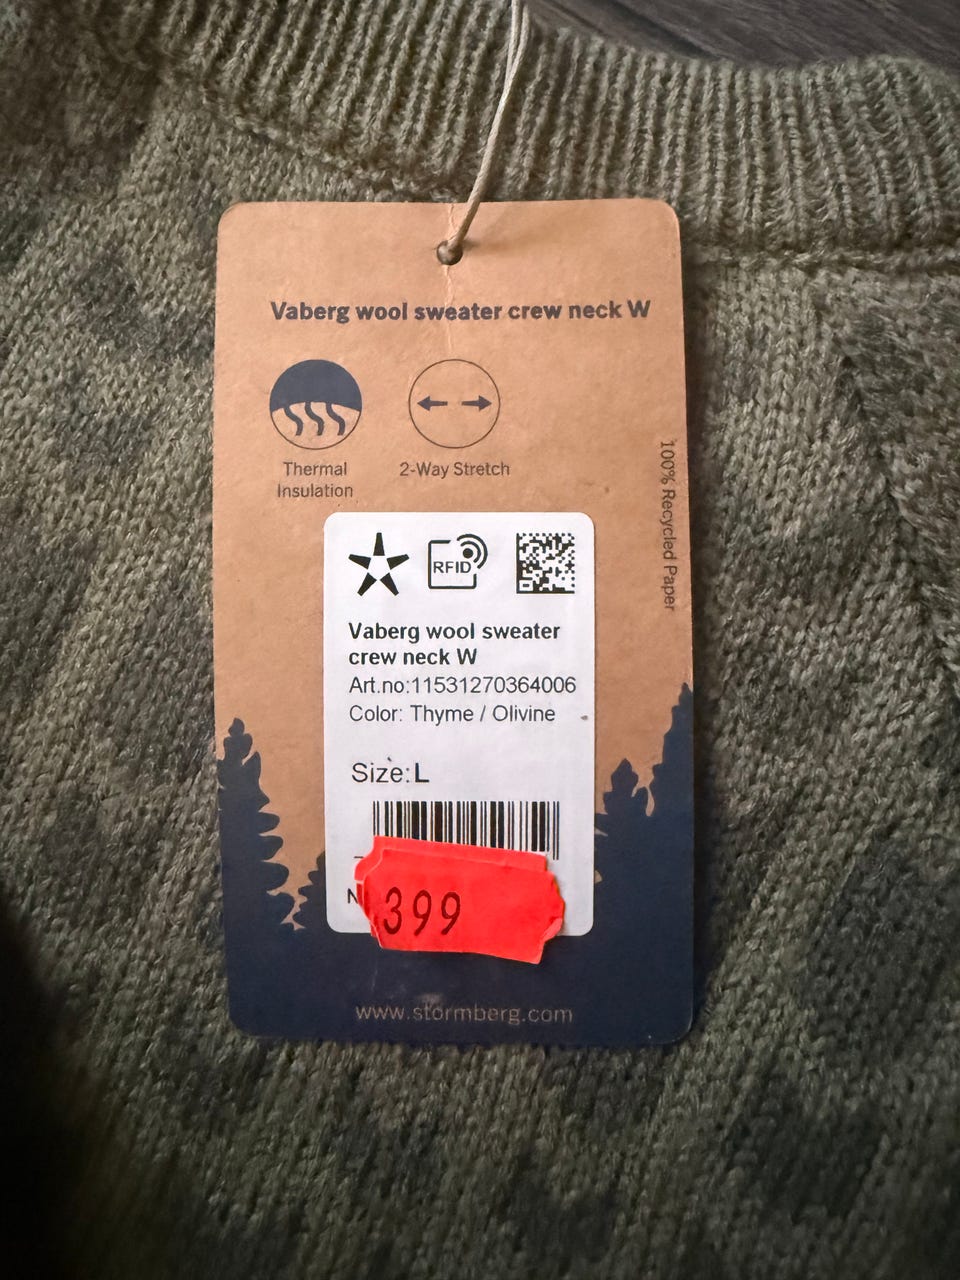 Vaberg wool sweater crew neck W
Thermal
Insulation
2-Way Stretch
100% Recycled Paper
RFID
Vaberg wool sweater
crew neck W
Art.no:11531270364006
Color: Thyme / Olivine
Size:L
399
www.stormberg.com